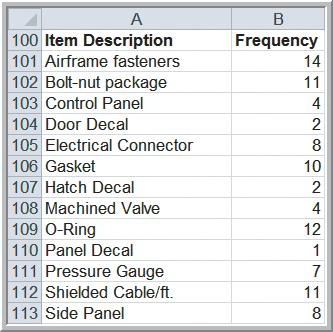 A B
100 Item Description Frequency
101 Airframe fasteners 14
102 Bolt-nut package 11
103 Control Panel 4
104 Door Decal 2
105 Electrical Connector 8
106 Gasket 10
107 Hatch Decal 2
108 Machined Valve 4
109 O-Ring 12
110 Panel Decal 1
111 Pressure Gauge 7
112 Shielded Cable/ft. 11
113 Side Panel 8